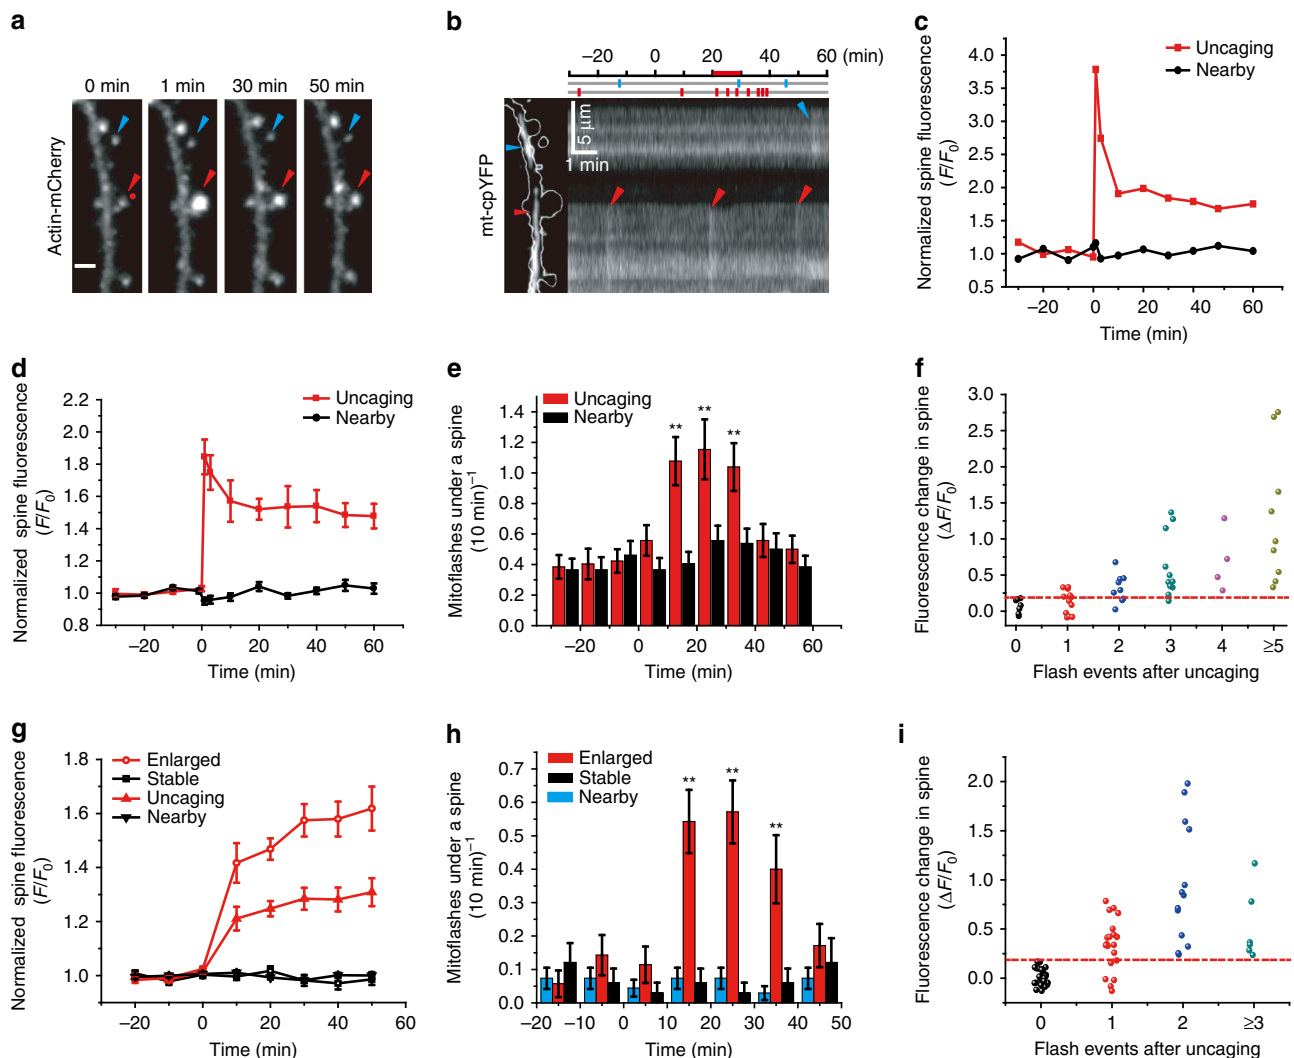 a
0 min 1 min 30 min 50 min
Actin-mCherry
b
−20 0 20 40 60 (min)
5 µm
1 min
mt-cpYFP
c
4.0
3.5
3.0
2.5
2.0
1.5
1.0
0.5
Normalized spine fluorescence
(F/F0)
Uncaging
Nearby
−20 0 20 40 60
Time (min)
d
2.2
2.0
1.8
1.6
1.4
1.2
1.0
0.8
Normalized spine fluorescence
(F/F0)
Uncaging
Nearby
−20 0 20 40 60
Time (min)
e
1.4
1.2
1.0
0.8
0.6
0.4
0.2
0.0
Mitoflashes under a spine
(10 min)−1
Uncaging
Nearby
** ** **
−20 0 20 40 60
Time (min)
f
3.0
2.5
2.0
1.5
1.0
0.5
0.0
Fluorescence change in spine
(ΔF/F0)
0 1 2 3 4 ≥5
Flash events after uncaging
g
1.8
1.6
1.4
1.2
1.0
Normalized spine fluorescence
(F/F0)
Enlarged
Stable
Uncaging
Nearby
−20 0 20 40 60
Time (min)
h
0.7
0.6
0.5
0.4
0.3
0.2
0.1
0.0
Mitoflashes under a spine
(10 min)−1
Enlarged
Stable
Nearby
** ** **
−20 −10 0 10 20 30 40 50
Time (min)
i
2.0
1.5
1.0
0.5
0.0
Fluorescence change in spine
(ΔF/F0)
0 1 2 ≥3
Flash events after uncaging